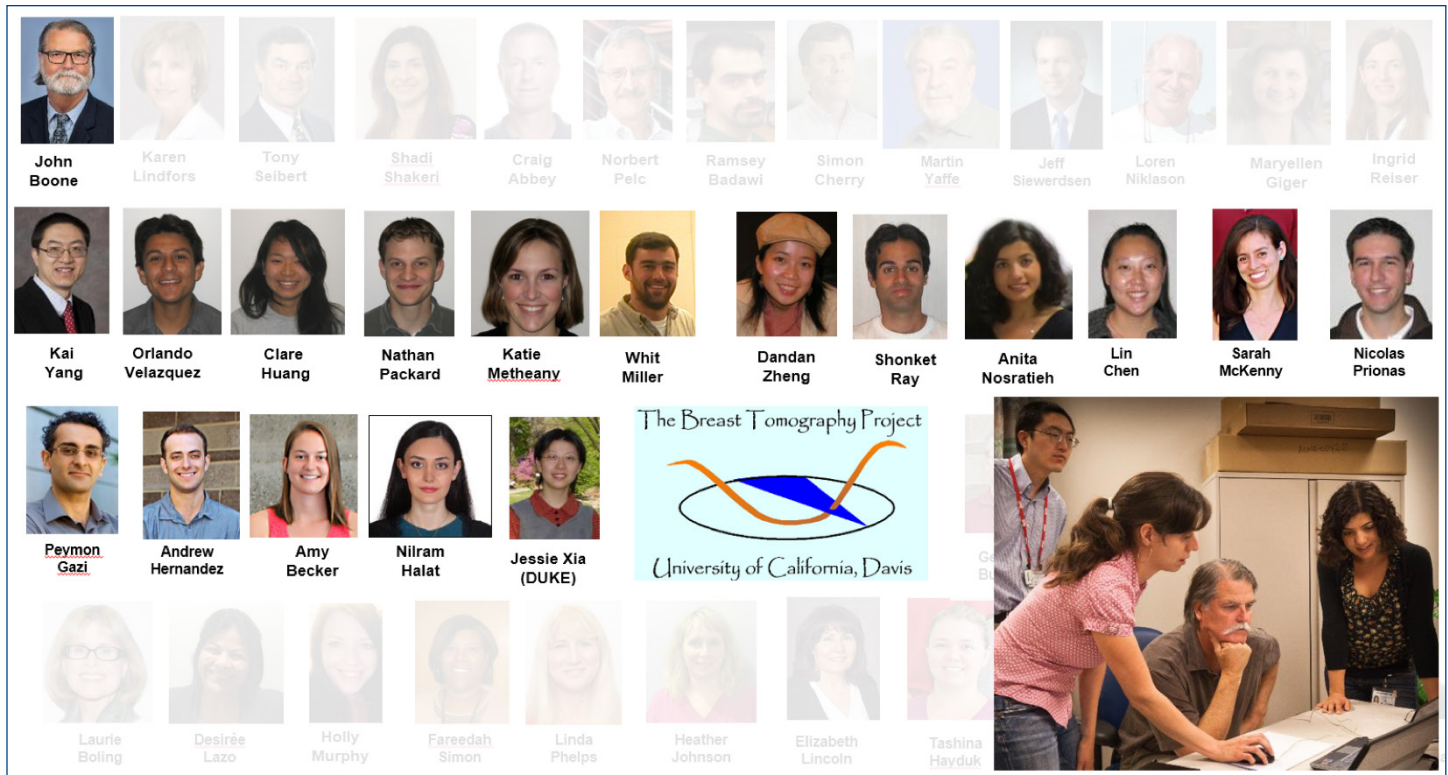 John
Boone
Karen
Lindfors
Tony
Seibert
Shadi
Shakeri
Craig
Abbey
Norbert
Pelc
Ramsey
Badawi
Simon
Cherry
Martin
Yaffe
Jeff
Siewerdsen
Loren
Niklason
Maryellen
Giger
Ingrid
Reiser
Kai
Yang
Orlando
Velazquez
Clare
Huang
Nathan
Packard
Katie
Metheany
Whit
Miller
Dandan
Zheng
Shonket
Ray
Anita
Nosratieh
Lin
Chen
Sarah
McKenny
Nicolas
Prionas
Peymon
Gazi
Andrew
Hernandez
Amy
Becker
Nilram
Halat
Jessie Xia
(DUKE)
The Breast Tomography Project
University of California, Davis
Laurie
Boling
Desirée
Lazo
Holly
Murphy
Fareedah
Simon
Linda
Phelps
Heather
Johnson
Elizabeth
Lincoln
Tashina
Hayduk